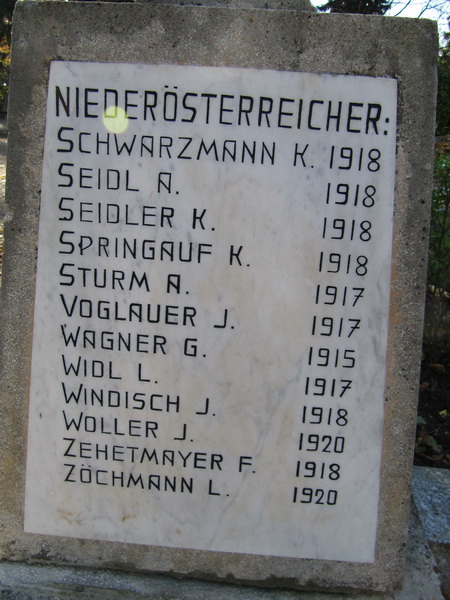 NIEDERÖSTERREICHER:
SCHWARZMANN K. 1918
SEIDL A. 1918
SEIDLER K. 1918
SPRINGAUF K. 1918
STURM A. 1917
VOGLAUER J. 1917
WAGNER G. 1915
WIDL L. 1917
WINDISCH J. 1918
WOLLER J. 1920
ZEHETMAYER F. 1918
ZÖCHMANN L. 1920